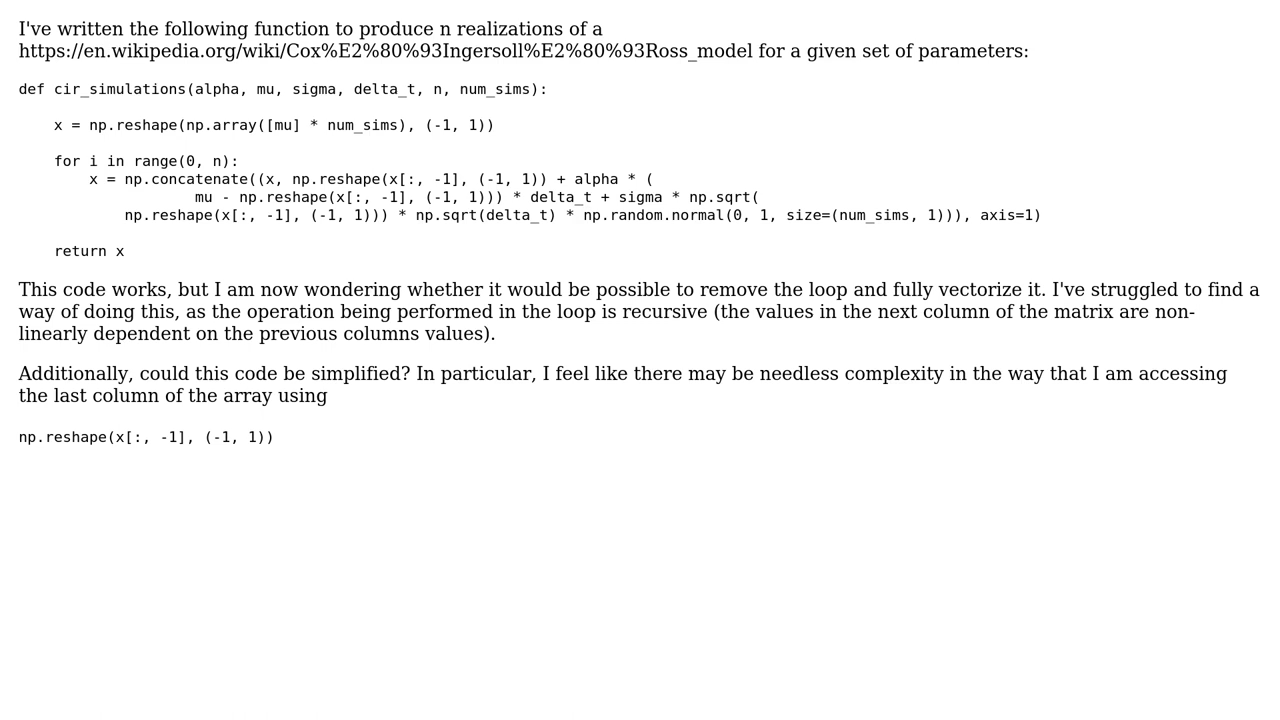 I've written the following function to produce n realizations of a
https://en.wikipedia.org/wiki/Cox%E2%80%93Ingersoll%E2%80%93Ross_model for a given set of parameters:
def cir_simulations(alpha, mu, sigma, delta_t, n, num_sims):
    x = np.reshape(np.array([mu] * num_sims), (-1, 1))
    for i in range(0, n):
        x = np.concatenate((x, np.reshape(x[:, -1], (-1, 1)) + alpha * (
                    mu - np.reshape(x[:, -1], (-1, 1))) * delta_t + sigma * np.sqrt(
            np.reshape(x[:, -1], (-1, 1))) * np.sqrt(delta_t) * np.random.normal(0, 1, size=(num_sims, 1))), axis=1)
    return x
This code works, but I am now wondering whether it would be possible to remove the loop and fully vectorize it. I've struggled to find a
way of doing this, as the operation being performed in the loop is recursive (the values in the next column of the matrix are non-
linearly dependent on the previous columns values).
Additionally, could this code be simplified? In particular, I feel like there may be needless complexity in the way that I am accessing
the last column of the array using
np.reshape(x[:, -1], (-1, 1))